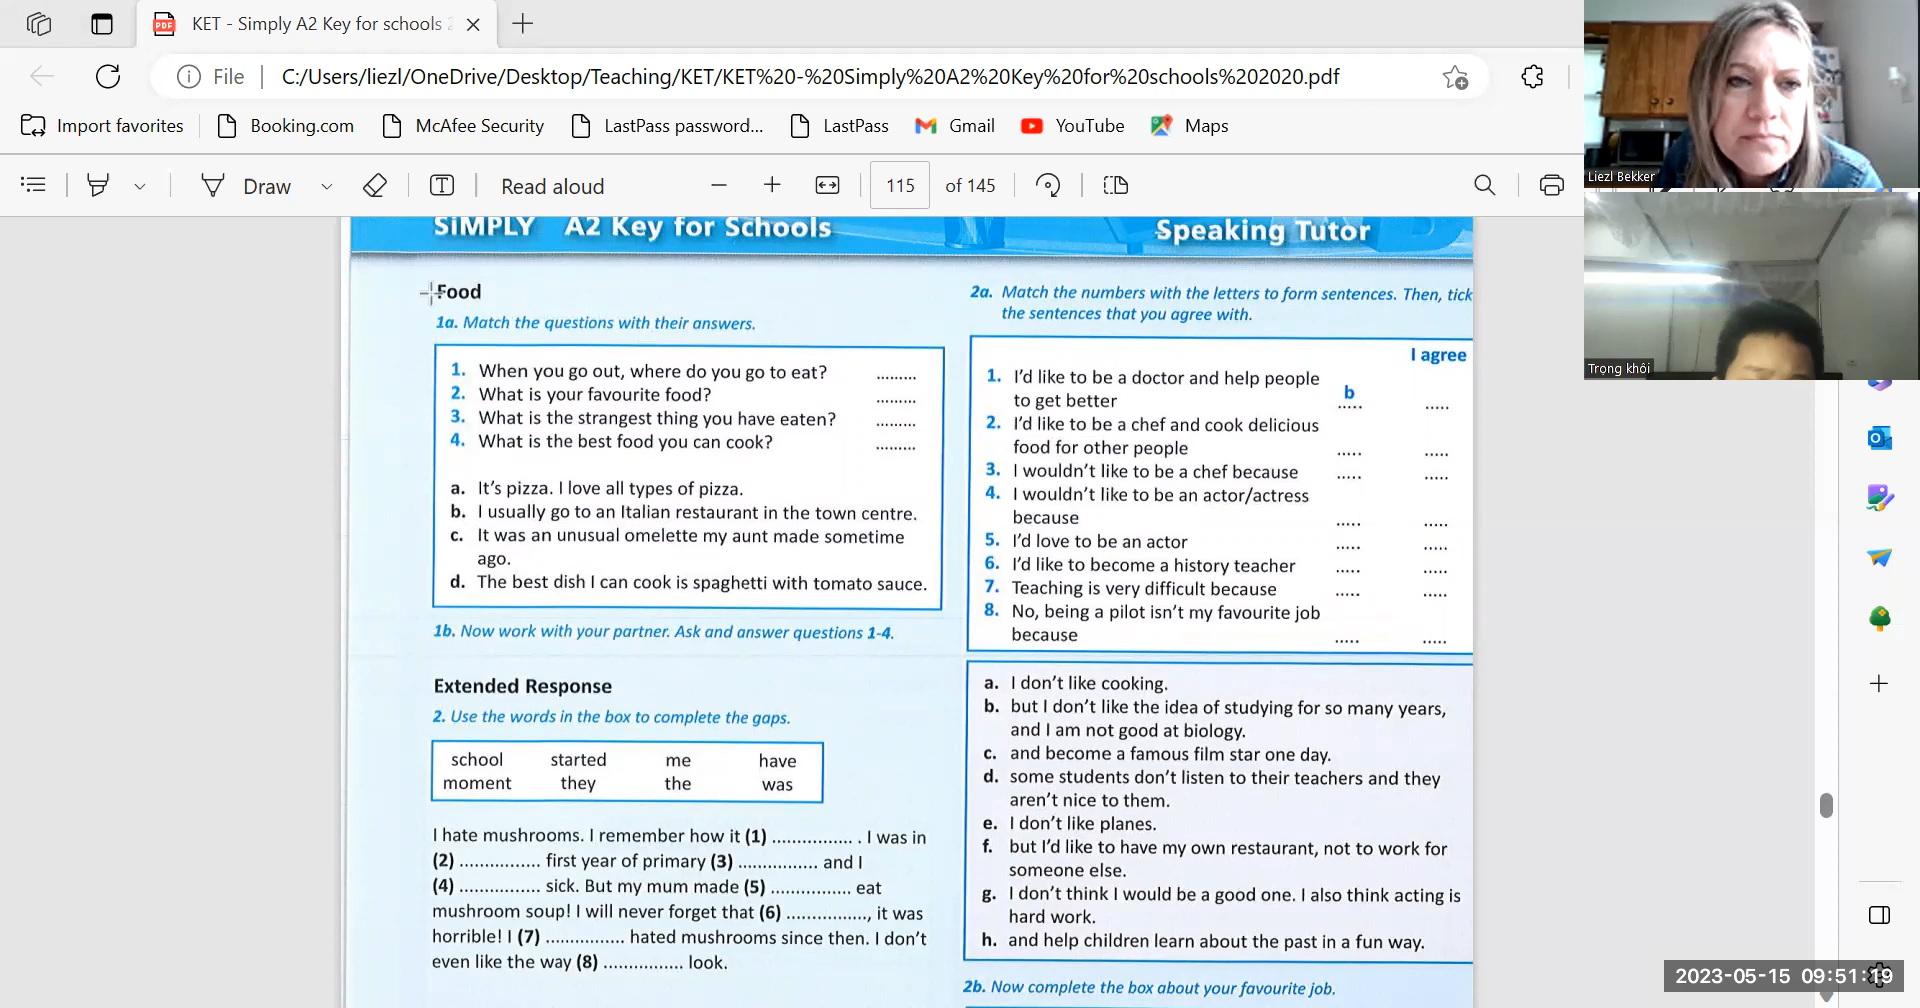 KET - Simply A2 Key for schools 2
File
C:/Users/liezl/OneDrive/Desktop/Teaching/KET/KET%20-%20Simply%20A2%20Key%20for%20schools%202020.pdf
Import favorites
Booking.com
McAfee Security
LastPass password...
LastPass
Gmail
YouTube
Maps
Draw
Read aloud
115
of 145
Liezl Bekker
Trọng khôi
SiMPLY A2 Key for Schools
Speaking Tutor
Food
1a. Match the questions with their answers.
1. When you go out, where do you go to eat? .........
2. What is your favourite food? .........
3. What is the strangest thing you have eaten? .........
4. What is the best food you can cook? .........
a. It's pizza. I love all types of pizza.
b. I usually go to an Italian restaurant in the town centre.
c. It was an unusual omelette my aunt made sometime
ago.
d. The best dish I can cook is spaghetti with tomato sauce.
1b. Now work with your partner. Ask and answer questions 1-4.
Extended Response
2. Use the words in the box to complete the gaps.
school started me have
moment they the was
I hate mushrooms. I remember how it (1) ............... . I was in
(2) ............... first year of primary (3) ............... and I
(4) ............... sick. But my mum made (5) ............... eat
mushroom soup! I will never forget that (6) ..............., it was
horrible! I (7) ............... hated mushrooms since then. I don't
even like the way (8) ............... look.
2a. Match the numbers with the letters to form sentences. Then, tick
the sentences that you agree with.
I agree
1. I'd like to be a doctor and help people
to get better b ..... .....
2. I'd like to be a chef and cook delicious
food for other people ..... .....
3. I wouldn't like to be a chef because ..... .....
4. I wouldn't like to be an actor/actress
because ..... .....
5. I'd love to be an actor ..... .....
6. I'd like to become a history teacher ..... .....
7. Teaching is very difficult because ..... .....
8. No, being a pilot isn't my favourite job
because ..... .....
a. I don't like cooking.
b. but I don't like the idea of studying for so many years,
and I am not good at biology.
c. and become a famous film star one day.
d. some students don't listen to their teachers and they
aren't nice to them.
e. I don't like planes.
f. but I'd like to have my own restaurant, not to work for
someone else.
g. I don't think I would be a good one. I also think acting is
hard work.
h. and help children learn about the past in a fun way.
2b. Now complete the box about your favourite job.
2023-05-15 09:51:19